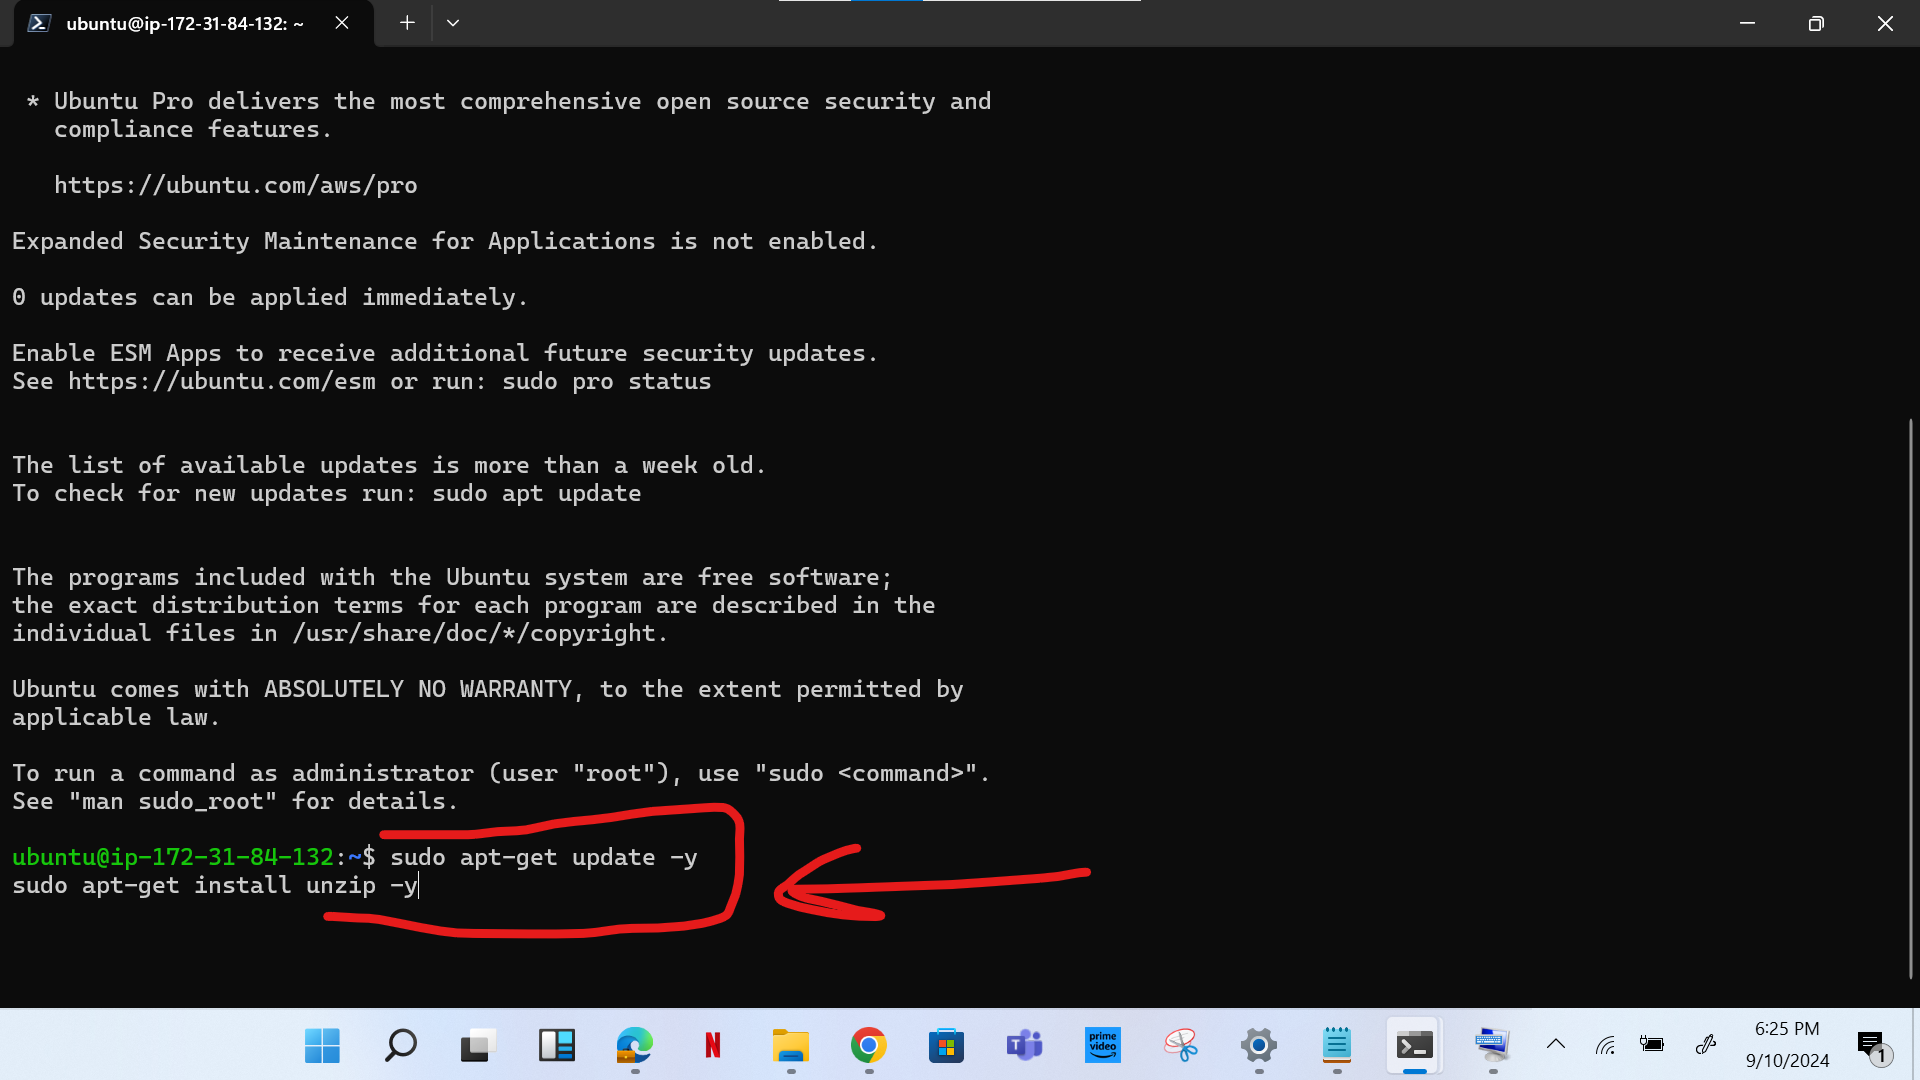 ubuntu@ip-172-31-84-132: ~
* Ubuntu Pro delivers the most comprehensive open source security and
compliance features.
https://ubuntu.com/aws/pro
Expanded Security Maintenance for Applications is not enabled.
0 updates can be applied immediately.
Enable ESM Apps to receive additional future security updates.
See https://ubuntu.com/esm or run: sudo pro status
The list of available updates is more than a week old.
To check for new updates run: sudo apt update
The programs included with the Ubuntu system are free software;
the exact distribution terms for each program are described in the
individual files in /usr/share/doc/*/copyright.
Ubuntu comes with ABSOLUTELY NO WARRANTY, to the extent permitted by
applicable law.
To run a command as administrator (user "root"), use "sudo <command>".
See "man sudo_root" for details.
ubuntu@ip-172-31-84-132:~$ sudo apt-get update -y
sudo apt-get install unzip -y
N
T
prime
video
6:25 PM
9/10/2024
1